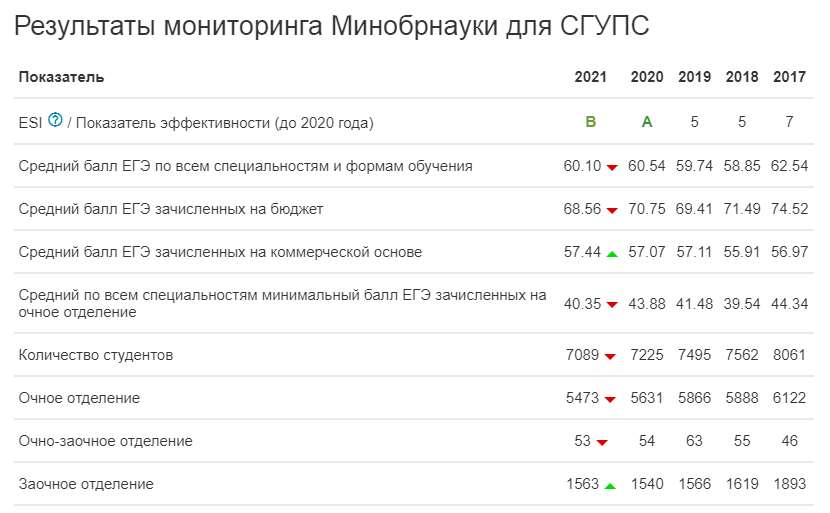 Результаты мониторинга Минобрнауки для СГУПС
Показатель 2021 2020 2019 2018 2017
ESI ? / Показатель эффективности (до 2020 года) B A 5 5 7
Средний балл ЕГЭ по всем специальностям и формам обучения 60.10 60.54 59.74 58.85 62.54
Средний балл ЕГЭ зачисленных на бюджет 68.56 70.75 69.41 71.49 74.52
Средний балл ЕГЭ зачисленных на коммерческой основе 57.44 57.07 57.11 55.91 56.97
Средний по всем специальностям минимальный балл ЕГЭ зачисленных на
очное отделение 40.35 43.88 41.48 39.54 44.34
Количество студентов 7089 7225 7495 7562 8061
Очное отделение 5473 5631 5866 5888 6122
Очно-заочное отделение 53 54 63 55 46
Заочное отделение 1563 1540 1566 1619 1893